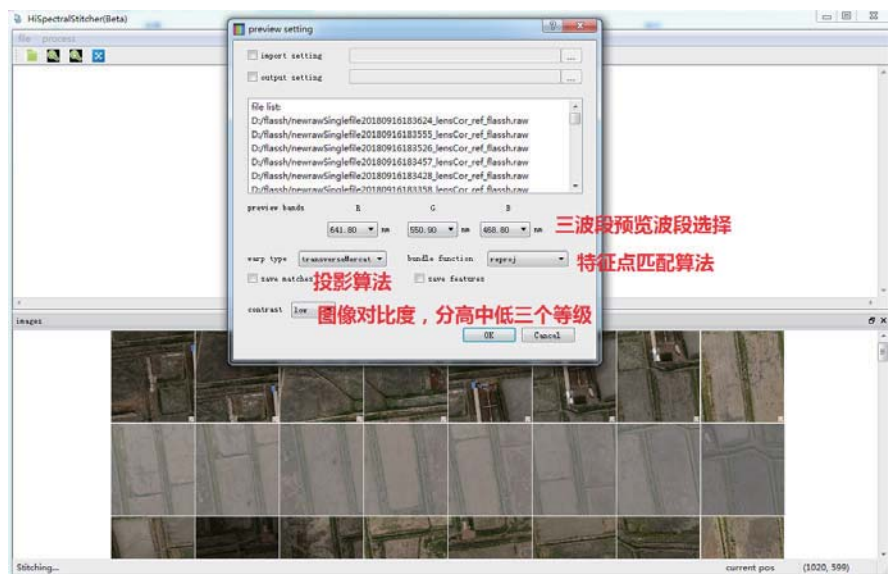 HiSpectralStitcher(Beta)
file process
preview setting
import setting ...
output setting ...
file list:
D:/flassh/newrawSinglefile20180916183624_lensCor_ref_flassh.raw
D:/flassh/newrawSinglefile20180916183555_lensCor_ref_flassh.raw
D:/flassh/newrawSinglefile20180916183526_lensCor_ref_flassh.raw
D:/flassh/newrawSinglefile20180916183457_lensCor_ref_flassh.raw
D:/flassh/newrawSinglefile20180916183428_lensCor_ref_flassh.raw
D:/flassh/newrawSinglefile20180916183358_lensCor_ref_flassh.raw
preview bands R G B
641.80 nm 550.90 nm 468.80 nm 三波段预览波段选择
warp type transverseMercat bundle function reproj 特征点匹配算法
save matches 投影算法 save features
contrast low 图像对比度，分高中低三个等级
OK Cancel
images
Stitching... current pos (1020, 599)